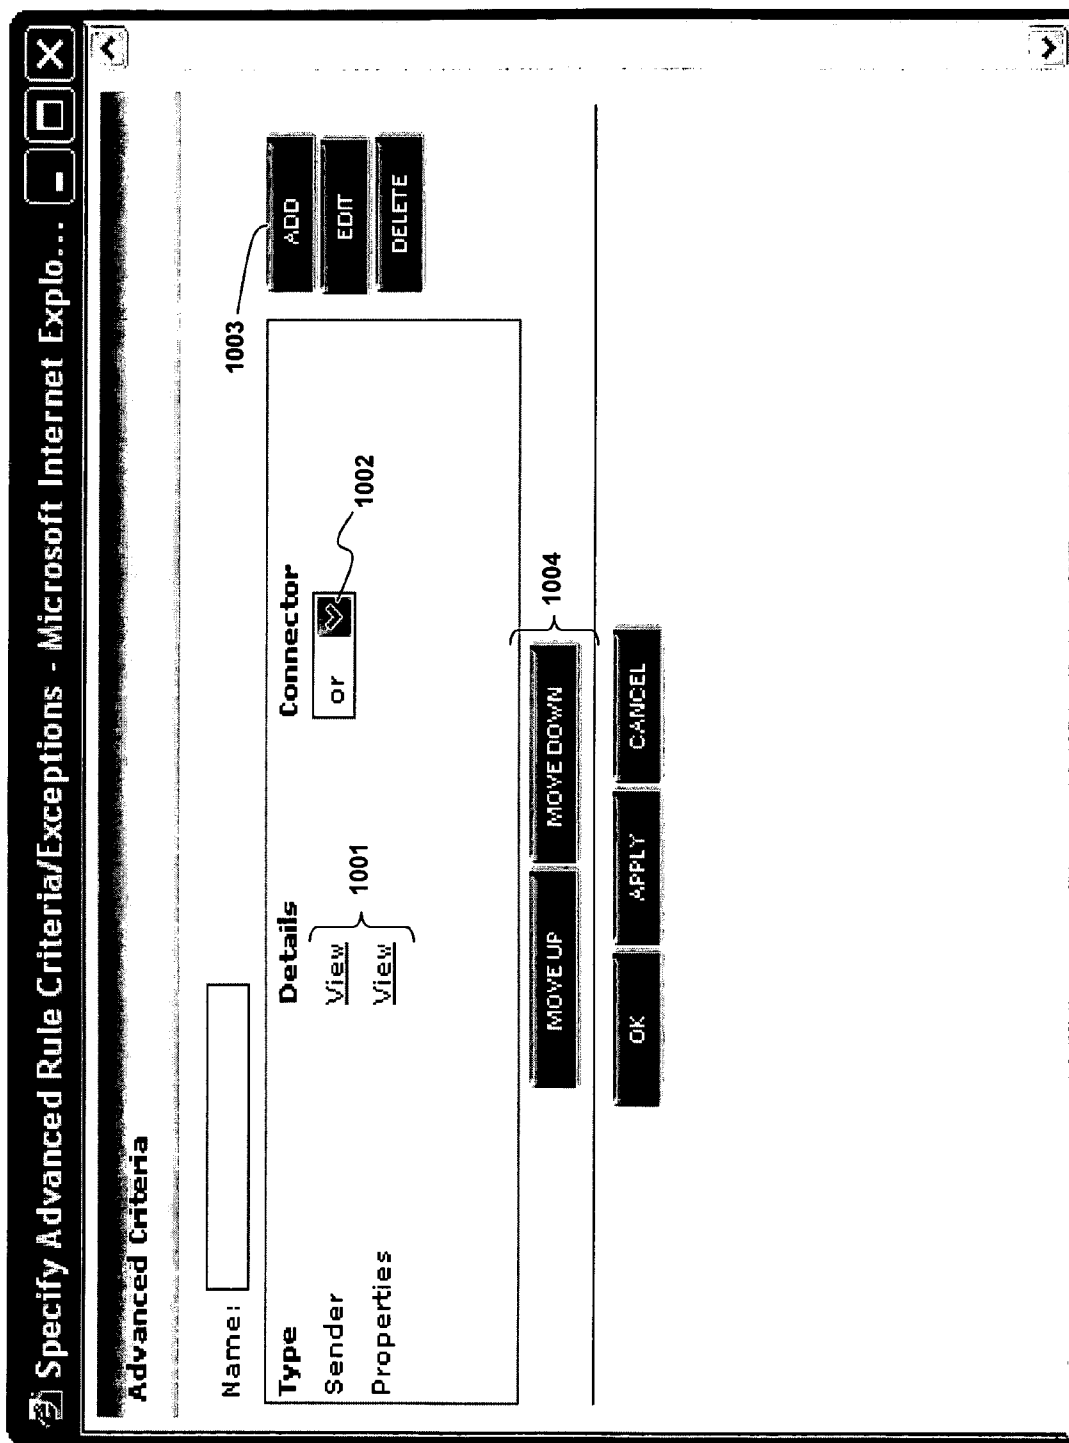 Specify Advanced Rule Criteria/Exceptions - Microsoft Internet Explo...
Advanced Criteria
Name:
1003
Type Details Connector
Sender View or
Properties View
1001
1002
ADD
EDIT
DELETE
MOVE UP MOVE DOWN
1004
OK APPLY CANCEL